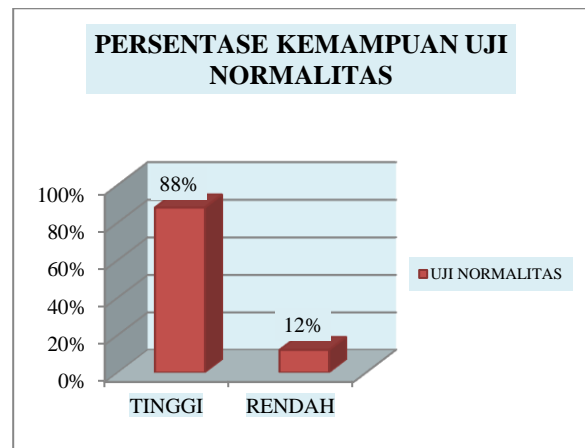 PERSENTASE KEMAMPUAN UJI
NORMALITAS
88%
100%
80%
60%
40%
20%
0%
12%
TINGGI
RENDAH
UJI NORMALITAS